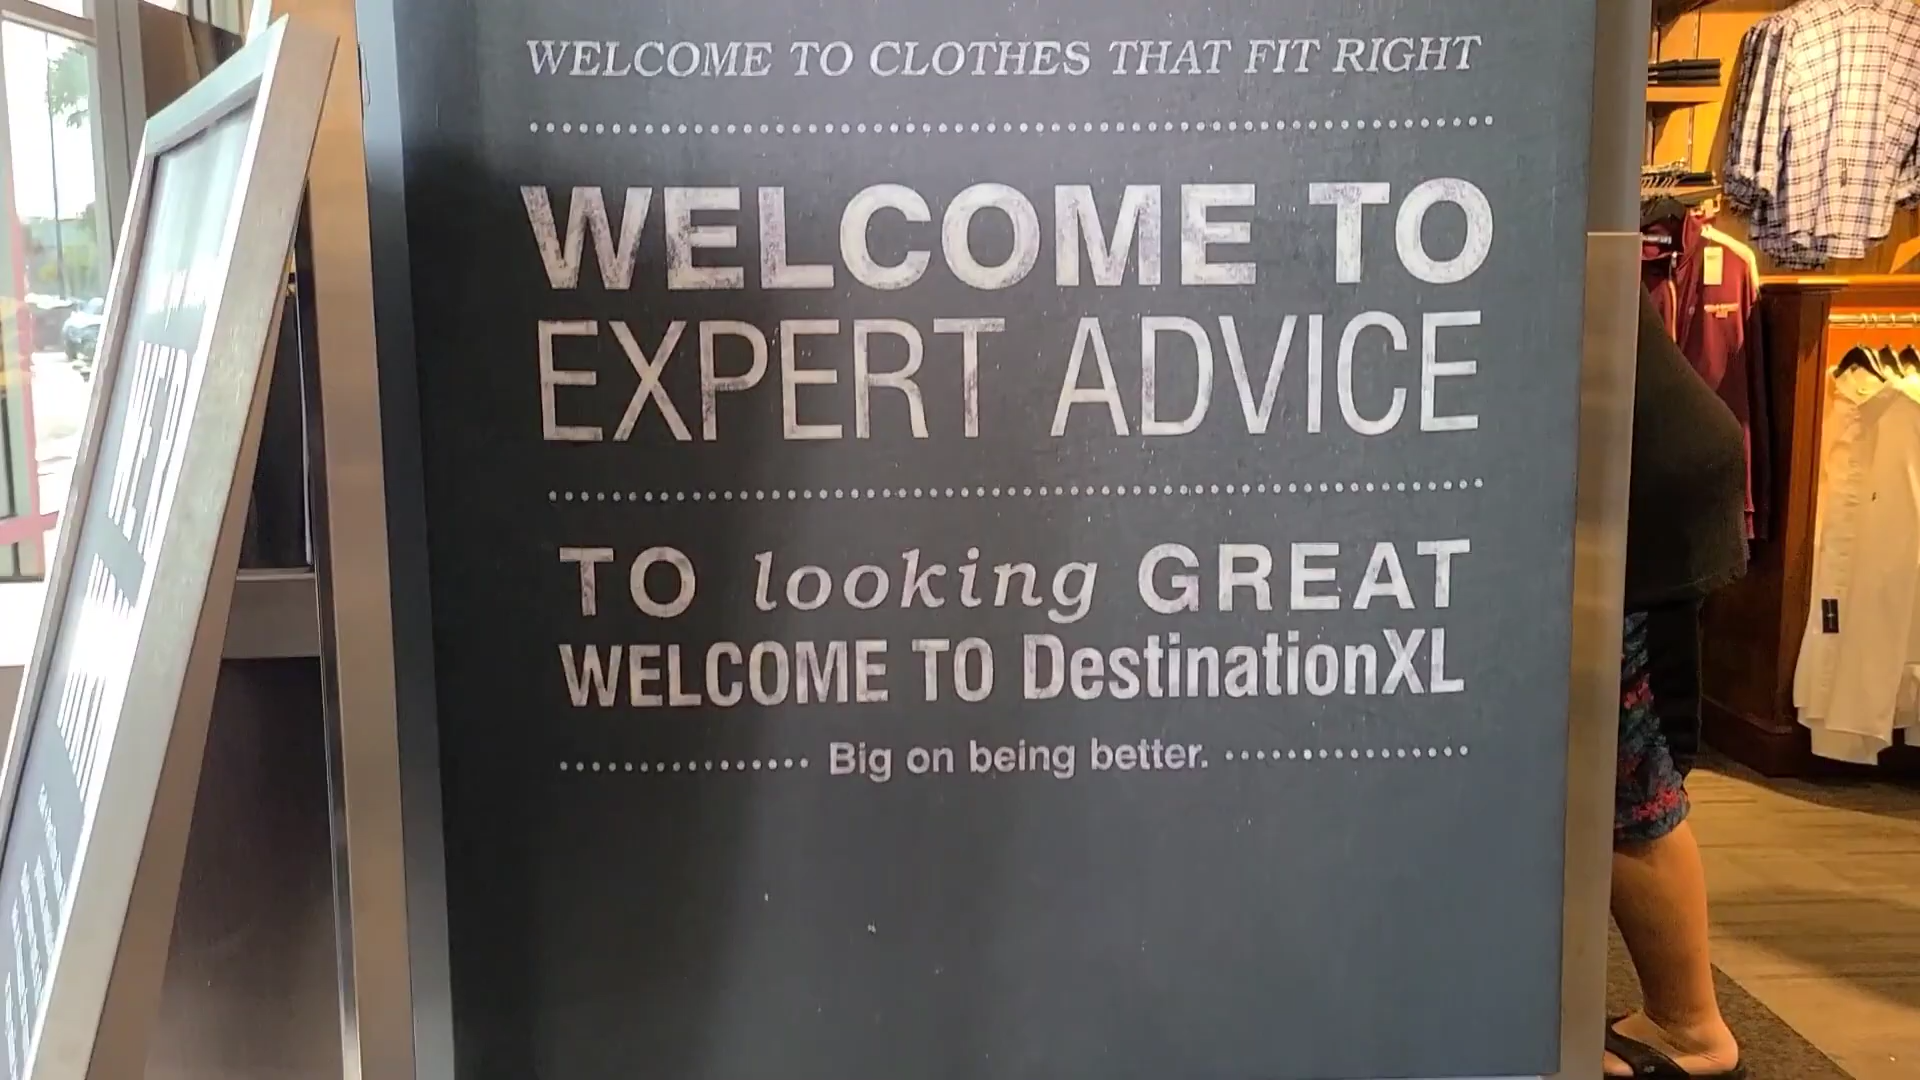 WELCOME TO CLOTHES THAT FIT RIGHT
WELCOME TO
EXPERT ADVICE
TO looking GREAT
WELCOME TO DestinationXL
Big on being better.